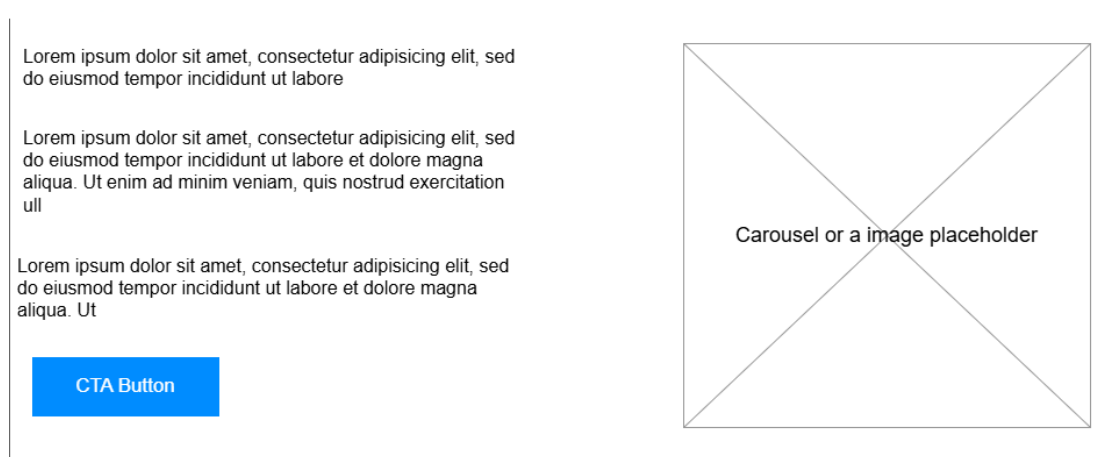 Lorem ipsum dolor sit amet, consectetur adipisicing elit, sed
do eiusmod tempor incididunt ut labore
Lorem ipsum dolor sit amet, consectetur adipisicing elit, sed
do eiusmod tempor incididunt ut labore et dolore magna
aliqua. Ut enim ad minim veniam, quis nostrud exercitation
ull
Lorem ipsum dolor sit amet, consectetur adipisicing elit, sed
do eiusmod tempor incididunt ut labore et dolore magna
aliqua. Ut
CTA Button
Carousel or a image placeholder